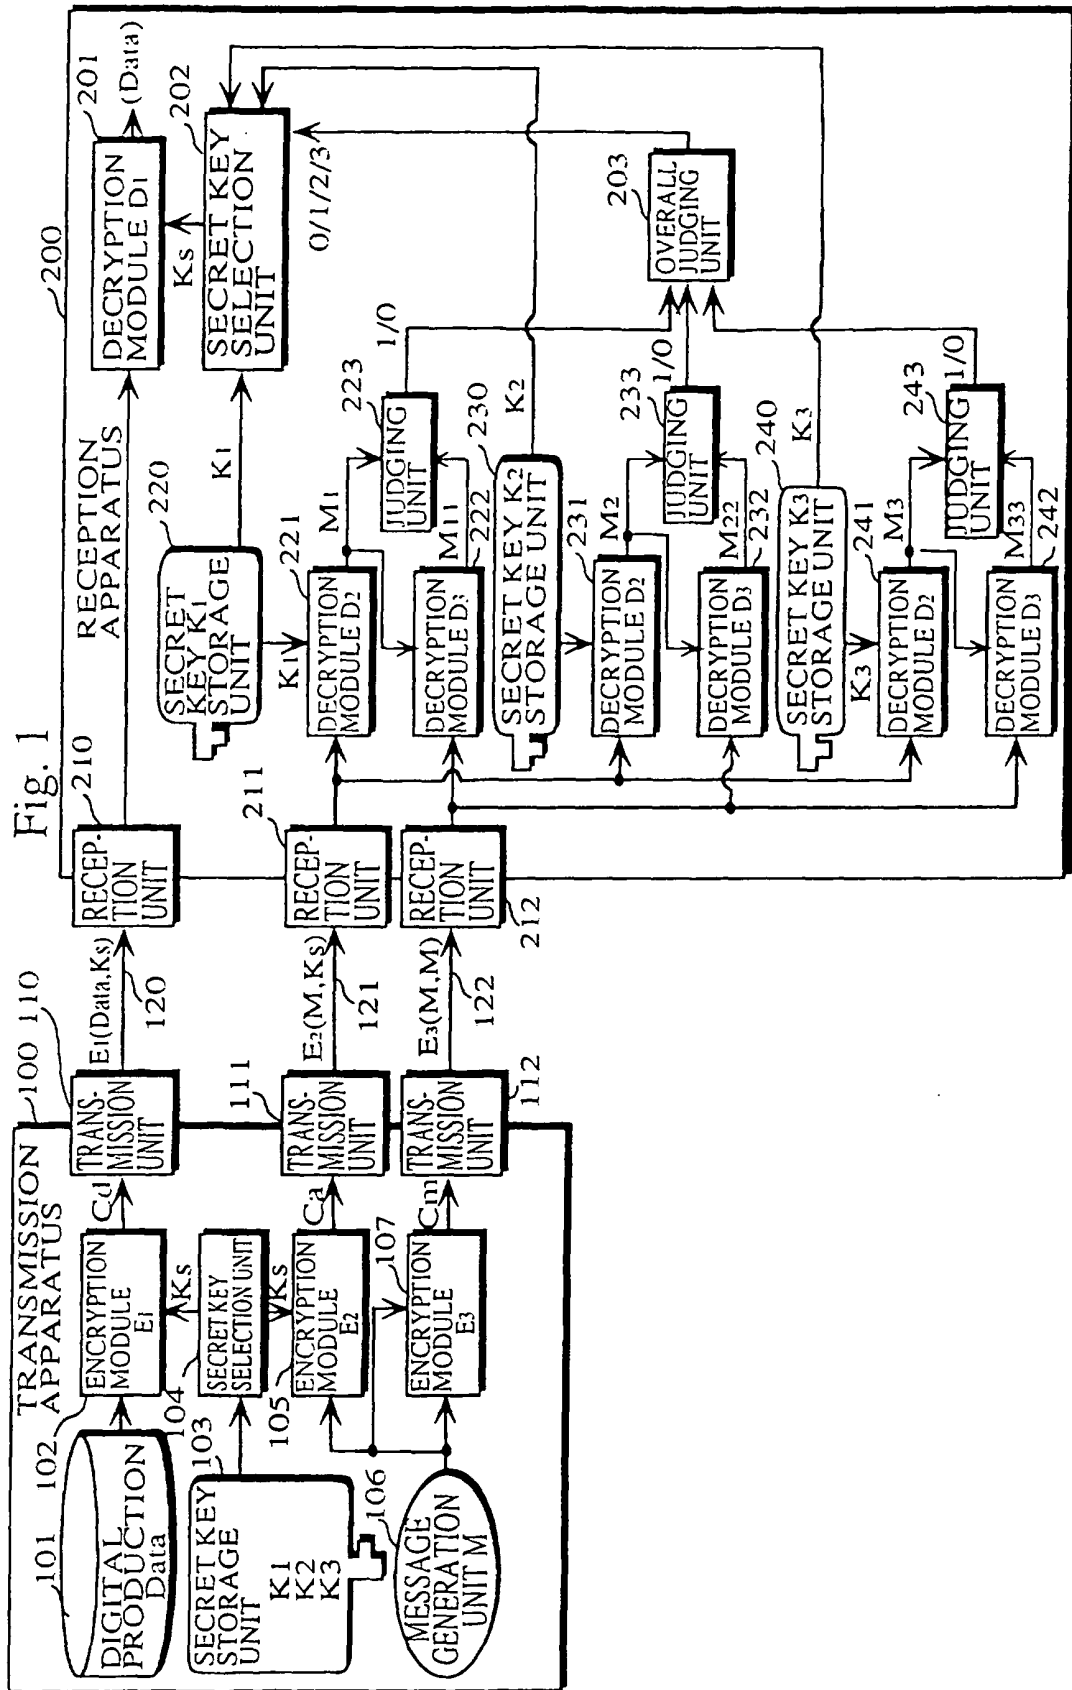 Fig. 1
TRANSMISSION
APPARATUS
100
101
DIGITAL
PRODUCTION
Data
102
ENCRYPTION
MODULE
E1
Cd
TRANS-
MISSION
UNIT
110
E1(Data,Ks)
120
103
SECRET KEY
STORAGE
UNIT
K1
K2
K3
104
SECRET KEY
SELECTION UNIT
Ks
Ks
105
ENCRYPTION
MODULE
E2
Ca
TRANS-
MISSION
UNIT
111
E2(M,Ks)
121
106
MESSAGE
GENERATION
UNIT M
107
ENCRYPTION
MODULE
E3
Cm
TRANS-
MISSION
UNIT
112
E3(M,M)
122
RECEPTION
APPARATUS
200
210
RECEP-
TION
UNIT
211
RECEP-
TION
UNIT
212
RECEP-
TION
UNIT
201
DECRYPTION
MODULE D1
(Data)
Ks
202
SECRET KEY
SELECTION
UNIT
0/1/2/3
203
OVERALL
JUDGING
UNIT
220
SECRET
KEY K1
STORAGE
UNIT
K1
K1
221
DECRYPTION
MODULE D2
M1
222
DECRYPTION
MODULE D3
M11
223
JUDGING
UNIT
1/0
230
SECRET KEY K2
STORAGE UNIT
K2
231
DECRYPTION
MODULE D2
M2
232
DECRYPTION
MODULE D3
M22
233
JUDGING
UNIT
1/0
240
SECRET KEY K3
STORAGE UNIT
K3
K3
241
DECRYPTION
MODULE D2
M3
242
DECRYPTION
MODULE D3
M33
243
JUDGING
UNIT
1/0